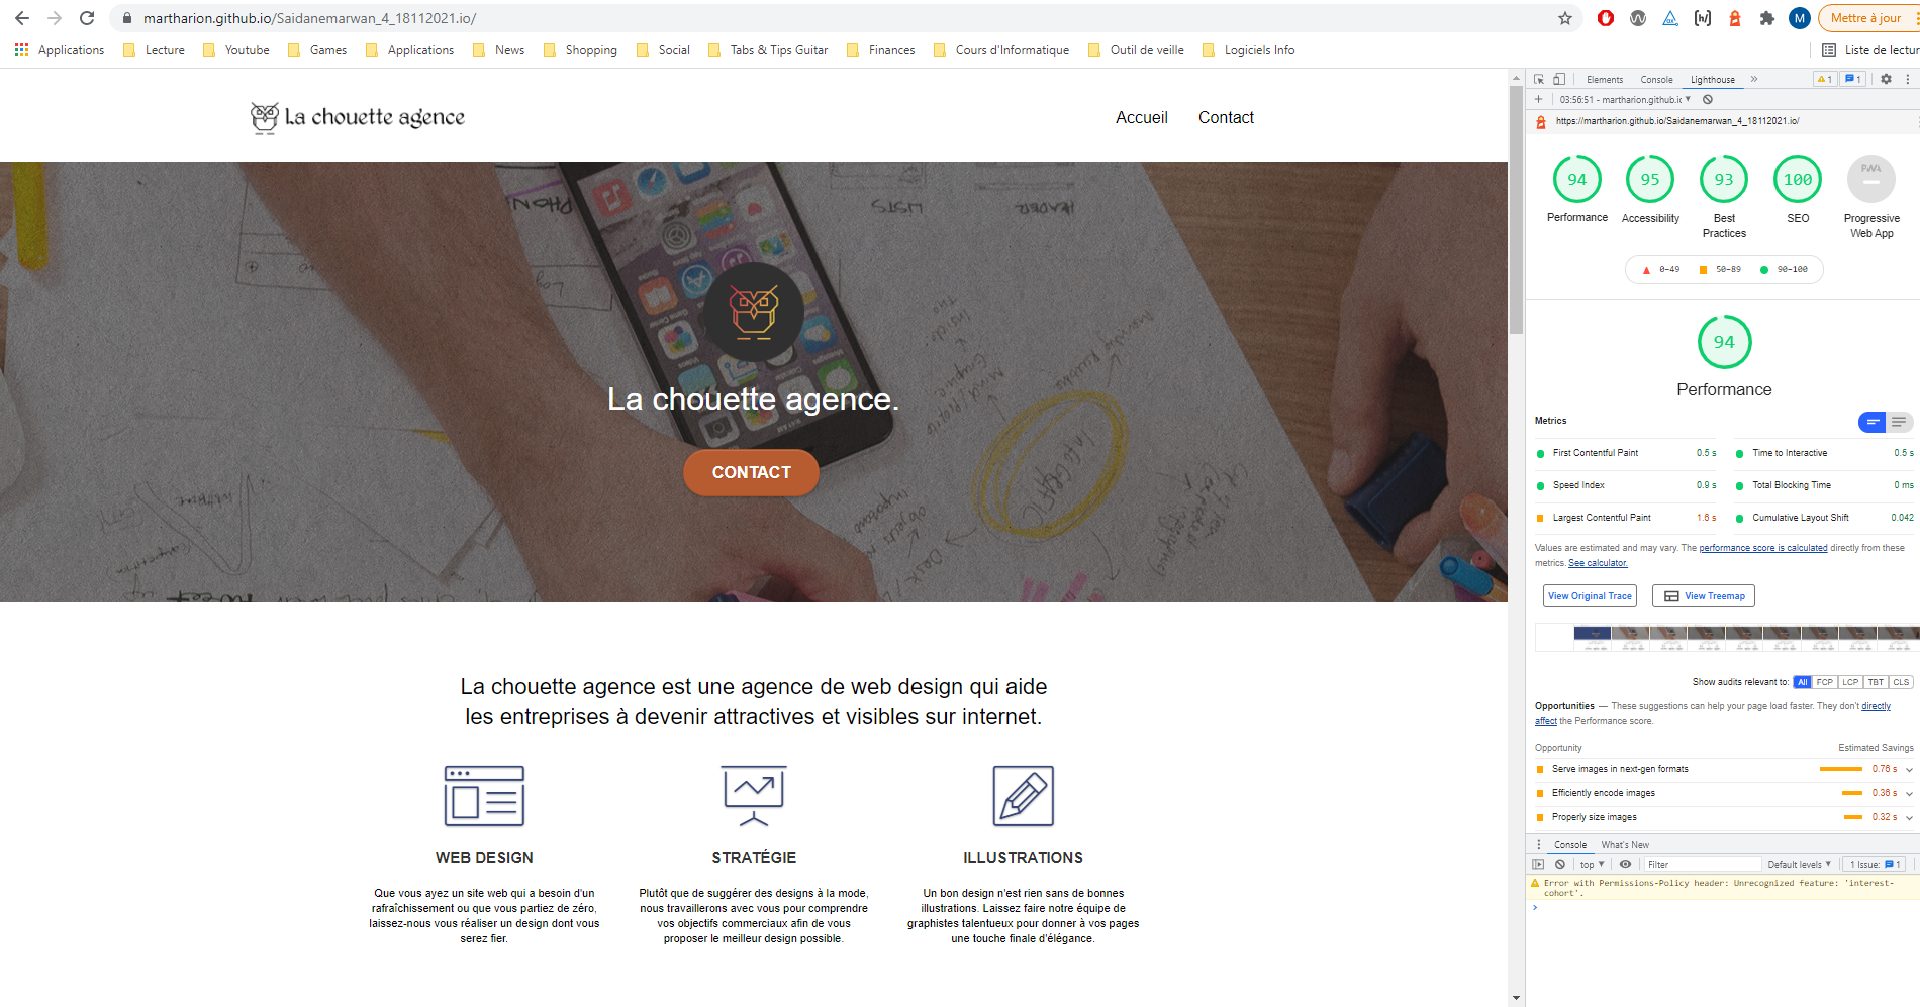 martharion.github.io/Saidanemarwan_4_18112021.io/
M
Mettre à jour
Applications
Lecture
Youtube
Games
Applications
News
Shopping
Social
Tabs & Tips Guitar
Finances
Cours d'Informatique
Outil de veille
Logiciels Info
Liste de lectur
La chouette agence
Accueil
Contact
PHON
LISTS
HEADER
La chouette agence.
CONTACT
La chouette agence est une agence de web design qui aide
les entreprises à devenir attractives et visibles sur internet.
WEB DESIGN
Que vous ayez un site web qui a besoin d'un
rafraîchissement ou que vous partiez de zéro,
laissez-nous vous réaliser un design dont vous
serez fier.
STRATÉGIE
Plutôt que de suggérer des designs à la mode,
nous travaillerons avec vous pour comprendre
vos objectifs commerciaux afin de vous
proposer le meilleur design possible.
ILLUSTRATIONS
Un bon design n'est rien sans de bonnes
illustrations. Laissez faire notre équipe de
graphistes talentueux pour donner à vos pages
une touche finale d'élégance.
Elements
Console
Lighthouse
1
1
03:56:51 - martharion.github.ic
https://martharion.github.io/Saidanemarwan_4_18112021.io/
94
Performance
95
Accessibility
93
Best
Practices
100
SEO
PWA
Progressive
Web App
0–49
50–89
90–100
94
Performance
Metrics
First Contentful Paint 0.5 s
Time to Interactive 0.5 s
Speed Index 0.9 s
Total Blocking Time 0 ms
Largest Contentful Paint 1.6 s
Cumulative Layout Shift 0.042
Values are estimated and may vary. The performance score is calculated directly from these
metrics. See calculator.
View Original Trace
View Treemap
Show audits relevant to: All FCP LCP TBT CLS
Opportunities — These suggestions can help your page load faster. They don't directly
affect the Performance score.
Opportunity
Estimated Savings
Serve images in next-gen formats 0.76 s
Efficiently encode images 0.36 s
Properly size images 0.32 s
Console
What's New
top
Filter
Default levels
1 Issue: 1
Error with Permissions-Policy header: Unrecognized feature: 'interest-
cohort'.